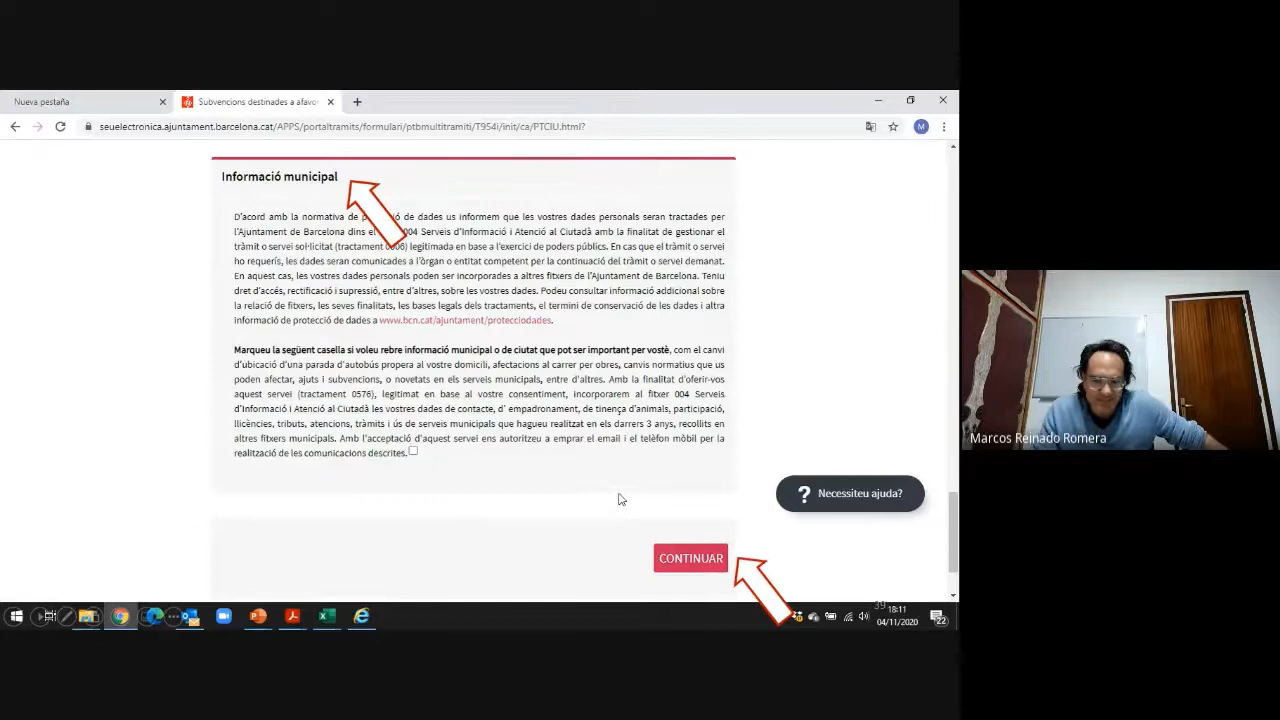 Nueva pestaña
Subvencions destinades a afavo
seuelectronica.ajuntament.barcelona.cat/APPS/portaltramits/formulari/ptbmultitramiti/T954i/init/ca/PTCIU.html?
M
Informació municipal
D'acord amb la normativa de p ió de dades us informem que les vostres dades personals seran tractades per
l'Ajuntament de Barcelona dins el 004 Serveis d'Informació i Atenció al Ciutadà amb la finalitat de gestionar el
tràmit o servei sol·licitat (tractament 0006) legitimada en base a l'exercici de poders públics. En cas que el tràmit o servei
ho requerís, les dades seran comunicades a l'òrgan o entitat competent per la continuació del tràmit o servei demanat.
En aquest cas, les vostres dades personals poden ser incorporades a altres fitxers de l'Ajuntament de Barcelona. Teniu
dret d'accés, rectificació i supressió, entre d'altres, sobre les vostres dades. Podeu consultar informació addicional sobre
la relació de fitxers, les seves finalitats, les bases legals dels tractaments, el termini de conservació de les dades i altra
informació de protecció de dades a www.bcn.cat/ajuntament/protecciodades.
Marqueu la següent casella si voleu rebre informació municipal o de ciutat que pot ser important per vostè, com el canvi
d'ubicació d'una parada d'autobús propera al vostre domicili, afectacions al carrer per obres, canvis normatius que us
poden afectar, ajuts i subvencions, o novetats en els serveis municipals, entre d'altres. Amb la finalitat d'oferir-vos
aquest servei (tractament 0576), legitimat en base al vostre consentiment, incorporarem al fitxer 004 Serveis
d'Informació i Atenció al Ciutadà les vostres dades de contacte, d' empadronament, de tinença d'animals, participació,
llicències, tributs, atencions, tràmits i ús de serveis municipals que hagueu realitzat en els darrers 3 anys, recollits en
altres fitxers municipals. Amb l'acceptació d'aquest servei ens autoritzeu a emprar el email i el telèfon mòbil per la
realització de les comunicacions descrites.
Marcos Reinado Romera
? Necessiteu ajuda?
CONTINUAR
39
18:11
04/11/2020
22